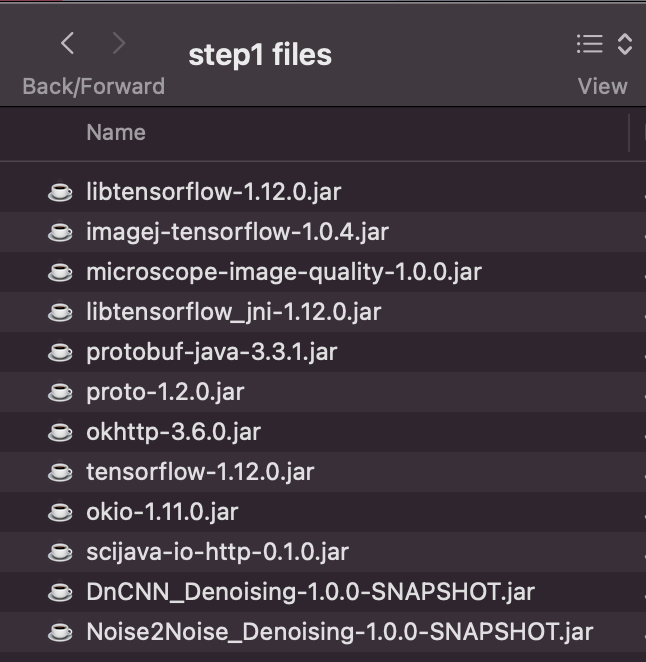 step1 files
Back/Forward
View
Name
libtensorflow-1.12.0.jar
imagej-tensorflow-1.0.4.jar
microscope-image-quality-1.0.0.jar
libtensorflow_jni-1.12.0.jar
protobuf-java-3.3.1.jar
proto-1.2.0.jar
okhttp-3.6.0.jar
tensorflow-1.12.0.jar
okio-1.11.0.jar
scijava-io-http-0.1.0.jar
DnCNN_Denoising-1.0.0-SNAPSHOT.jar
Noise2Noise_Denoising-1.0.0-SNAPSHOT.jar